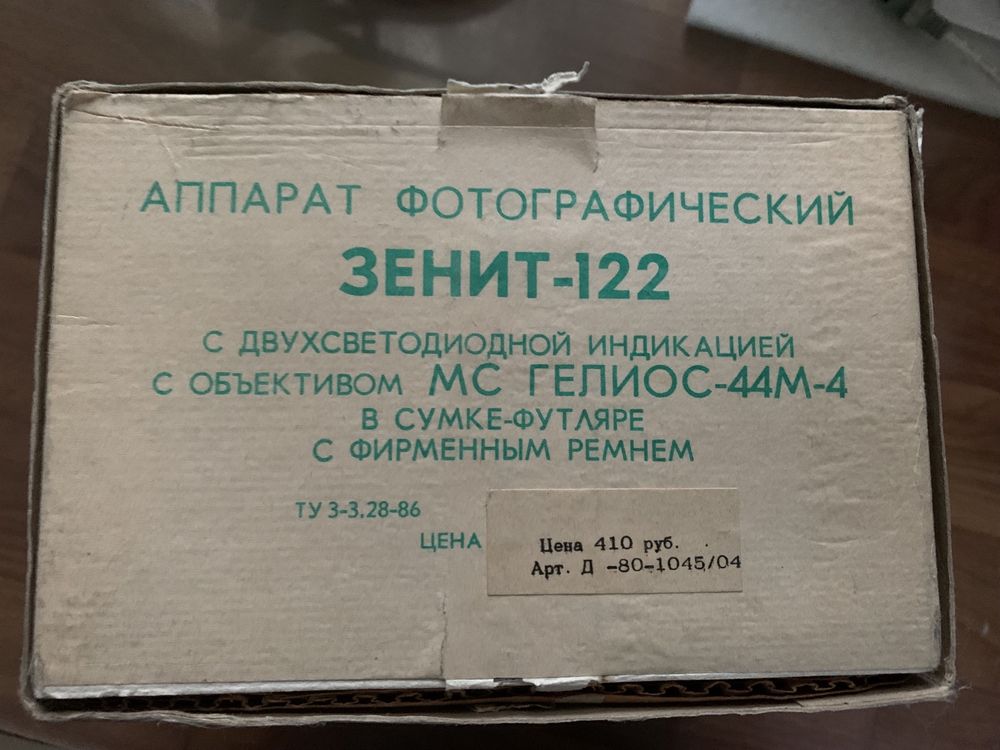 АППАРАТ ФОТОГРАФИЧЕСКИЙ
ЗЕНИТ-122
С ДВУХСВЕТОДИОДНОЙ ИНДИКАЦИЕЙ
С ОБЪЕКТИВОМ МС ГЕЛИОС-44М-4
В СУМКЕ-ФУТЛЯРЕ
С ФИРМЕННЫМ РЕМНЕМ
ТУ 3-3.28-86
ЦЕНА
Цена 410 руб.
Арт. Д -80-1045/04